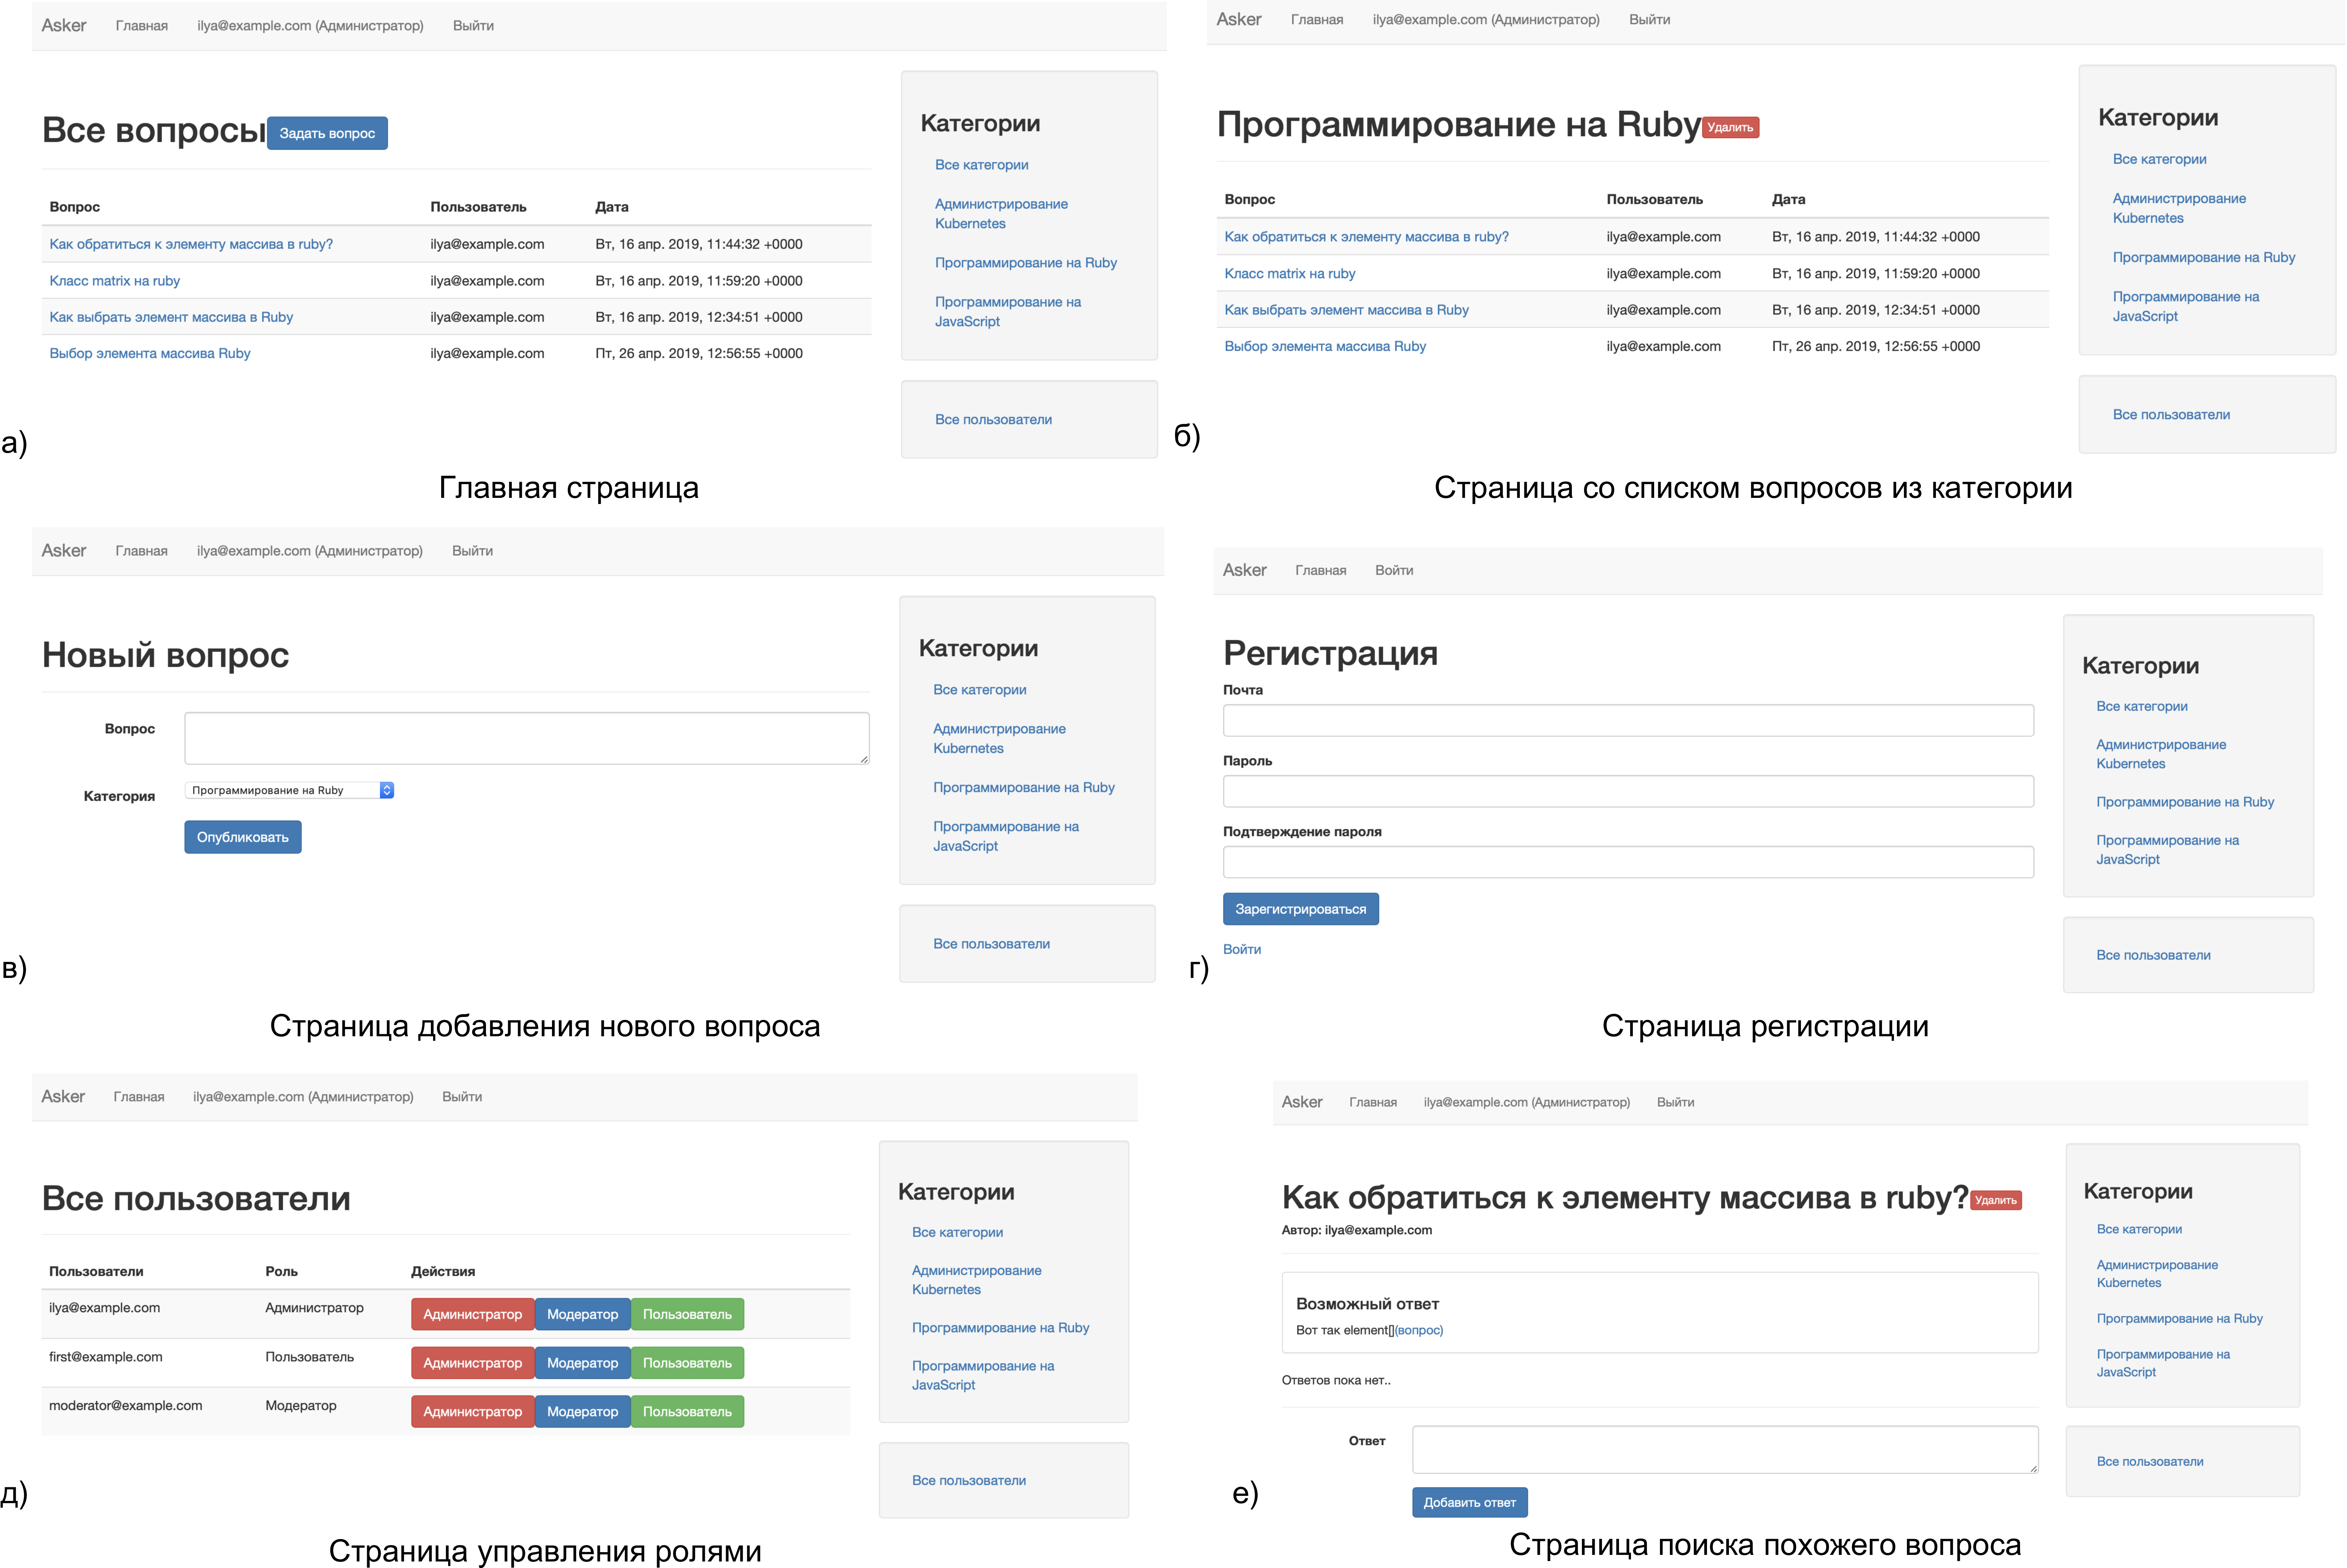 Asker Главная ilya@example.com (Администратор) Выйти
Все вопросы Задать вопрос
Вопрос Пользователь Дата
Как обратиться к элементу массива в ruby? ilya@example.com Вт, 16 апр. 2019, 11:44:32 +0000
Класс matrix на ruby ilya@example.com Вт, 16 апр. 2019, 11:59:20 +0000
Как выбрать элемент массива в Ruby ilya@example.com Вт, 16 апр. 2019, 12:34:51 +0000
Выбор элемента массива Ruby ilya@example.com Пт, 26 апр. 2019, 12:56:55 +0000
Категории
Все категории
Администрирование
Kubernetes
Программирование на Ruby
Программирование на
JavaScript
Все пользователи
а)
Главная страница
Asker Главная ilya@example.com (Администратор) Выйти
Программирование на Ruby Удалить
Вопрос Пользователь Дата
Как обратиться к элементу массива в ruby? ilya@example.com Вт, 16 апр. 2019, 11:44:32 +0000
Класс matrix на ruby ilya@example.com Вт, 16 апр. 2019, 11:59:20 +0000
Как выбрать элемент массива в Ruby ilya@example.com Вт, 16 апр. 2019, 12:34:51 +0000
Выбор элемента массива Ruby ilya@example.com Пт, 26 апр. 2019, 12:56:55 +0000
Категории
Все категории
Администрирование
Kubernetes
Программирование на Ruby
Программирование на
JavaScript
Все пользователи
б)
Страница со списком вопросов из категории
Asker Главная ilya@example.com (Администратор) Выйти
Новый вопрос
Вопрос
Категория Программирование на Ruby
Опубликовать
Категории
Все категории
Администрирование
Kubernetes
Программирование на Ruby
Программирование на
JavaScript
Все пользователи
в)
Страница добавления нового вопроса
Asker Главная Войти
Регистрация
Почта
Пароль
Подтверждение пароля
Зарегистрироваться
Войти
Категории
Все категории
Администрирование
Kubernetes
Программирование на Ruby
Программирование на
JavaScript
Все пользователи
г)
Страница регистрации
Asker Главная ilya@example.com (Администратор) Выйти
Все пользователи
Пользователи Роль Действия
ilya@example.com Администратор Администратор Модератор Пользователь
first@example.com Пользователь Администратор Модератор Пользователь
moderator@example.com Модератор Администратор Модератор Пользователь
Категории
Все категории
Администрирование
Kubernetes
Программирование на Ruby
Программирование на
JavaScript
Все пользователи
д)
Страница управления ролями
Asker Главная ilya@example.com (Администратор) Выйти
Как обратиться к элементу массива в ruby? Удалить
Автор: ilya@example.com
Возможный ответ
Вот так element[](вопрос)
Ответов пока нет..
Ответ
Добавить ответ
Категории
Все категории
Администрирование
Kubernetes
Программирование на Ruby
Программирование на
JavaScript
Все пользователи
е)
Страница поиска похожего вопроса